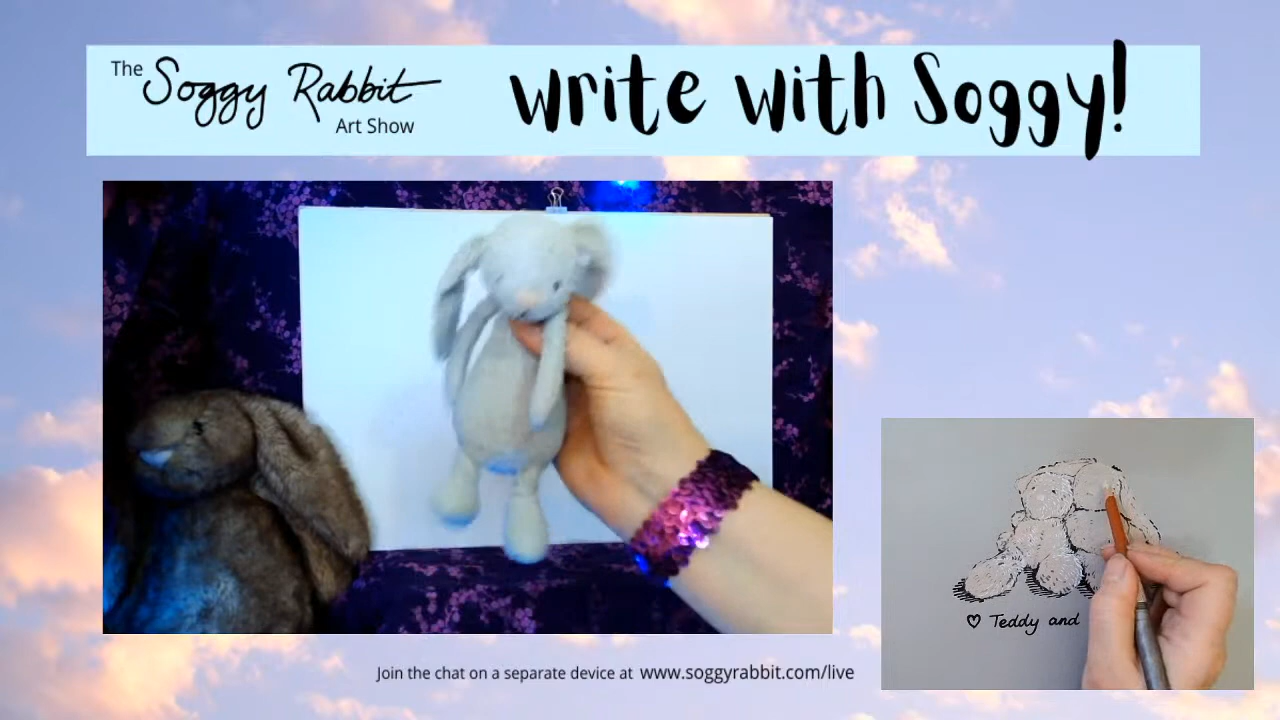 The Soggy Rabbit
Art Show
write with Soggy!
♡ Teddy and
Join the chat on a separate device at www.soggyrabbit.com/live